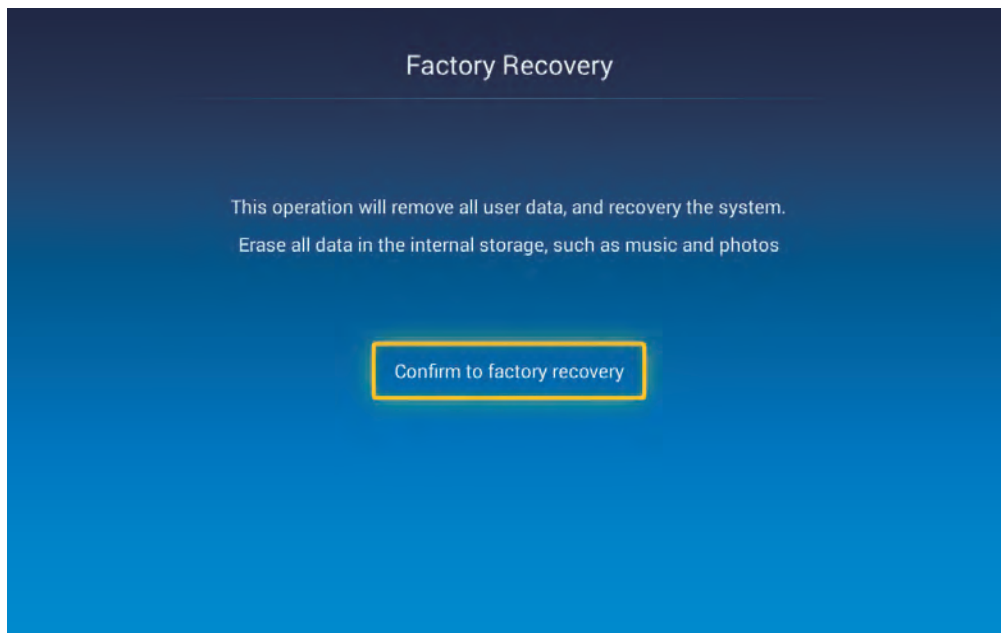 Factory Recovery
This operation will remove all user data, and recovery the system.
Erase all data in the internal storage, such as music and photos
Confirm to factory recovery